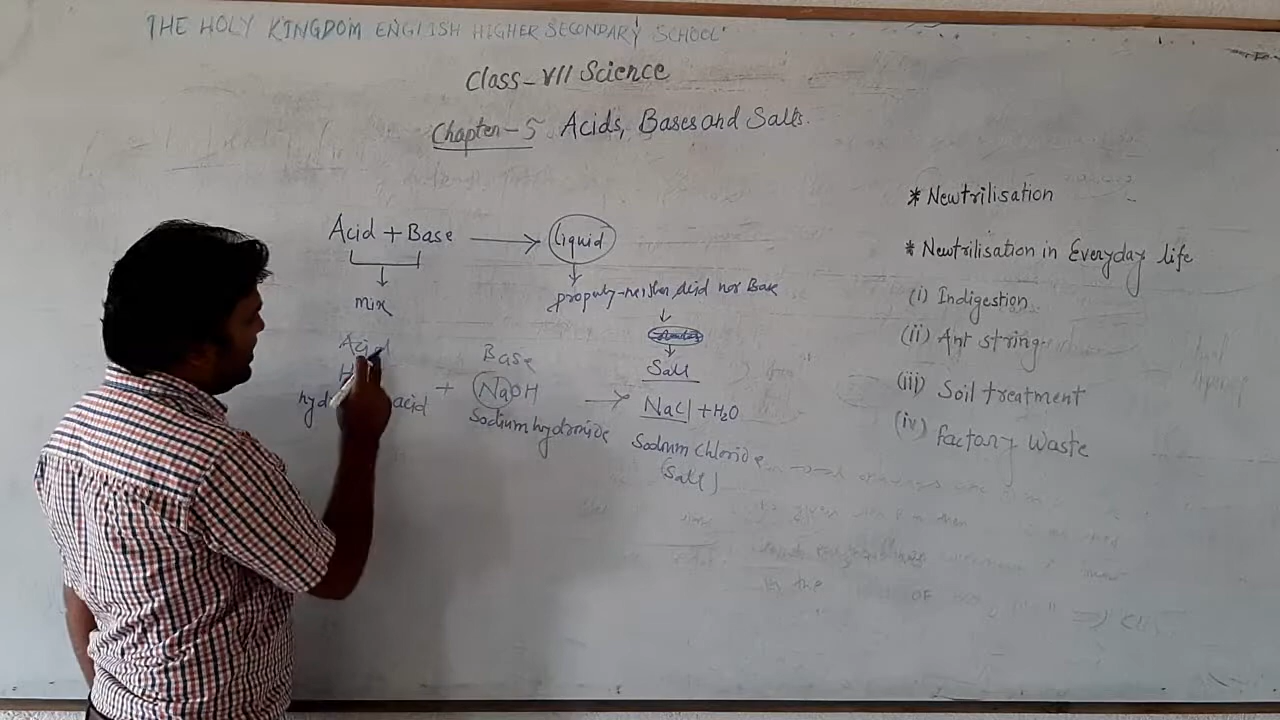 THE HOLY KINGDOM ENGLISH HIGHER SECONDARY SCHOOL
Class-VII Science
Chapter-5 Acids, Bases and Salts.
Acid + Base → liquid
mix
property-neither Acid nor Base
Salt
Acid
Base
+ NaOH → NaCl + H2O
acid
Sodium hydroxide
Sodium Chloride
(Salt)
* Newtrilisation
* Newtrilisation in Everyday life
(i) Indigestion
(ii) Ant string
(iii) Soil treatment
(iv) Factory Waste